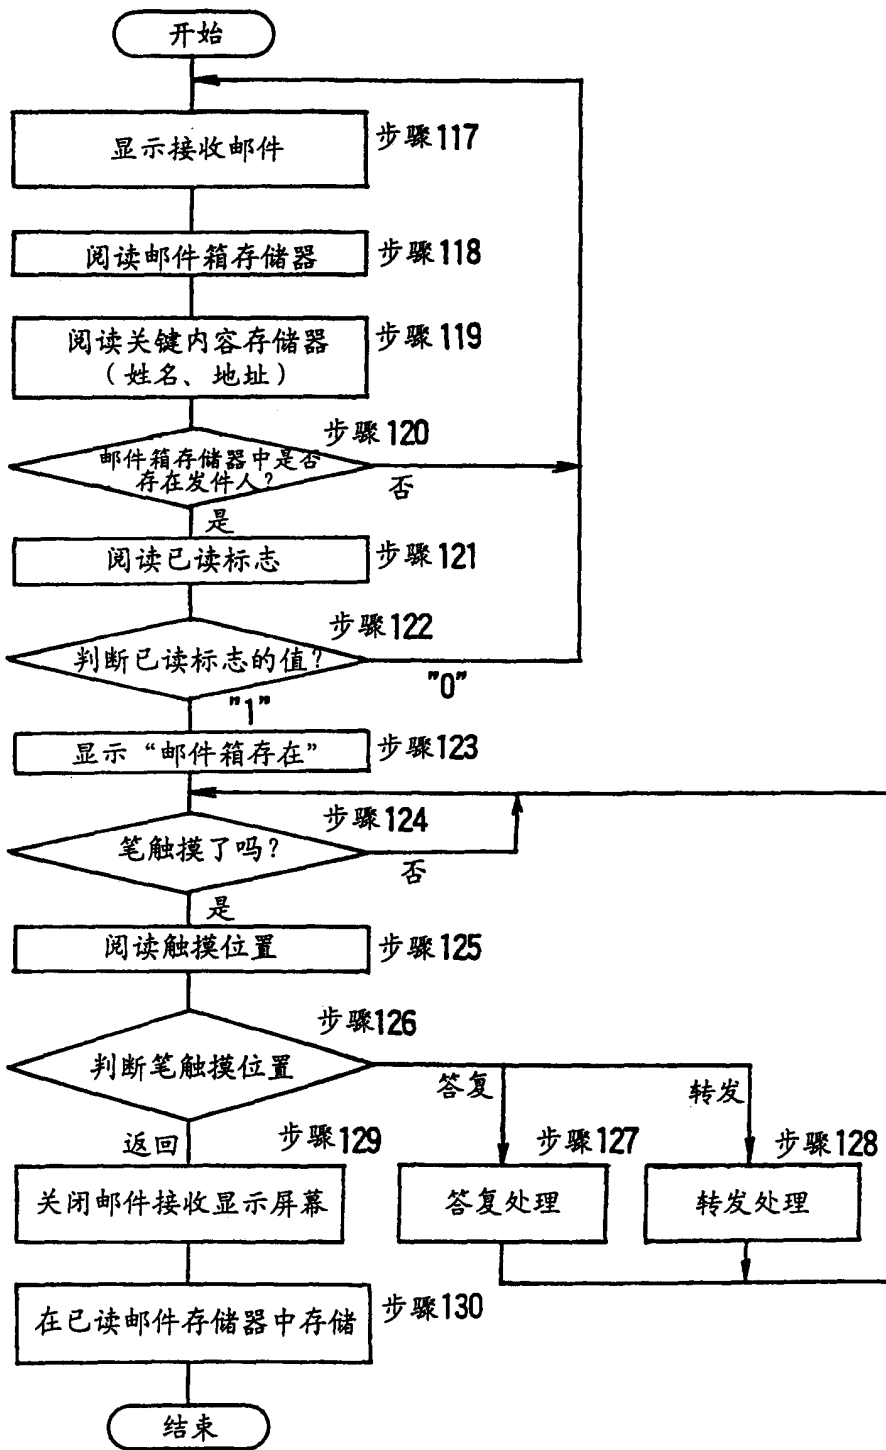 开始
显示接收邮件
步骤117
阅读邮件箱存储器
步骤118
阅读关键内容存储器
（姓名、地址）
步骤119
步骤120
邮件箱存储器中是否
存在发件人？
否
是
阅读已读标志
步骤121
步骤122
判断已读标志的值？
"0"
"1"
显示“邮件箱存在”
步骤123
步骤124
笔触摸了吗？
否
是
阅读触摸位置
步骤125
步骤126
判断笔触摸位置
答复
转发
返回
步骤129
步骤127
步骤128
关闭邮件接收显示屏幕
答复处理
转发处理
在已读邮件存储器中存储
步骤130
结束